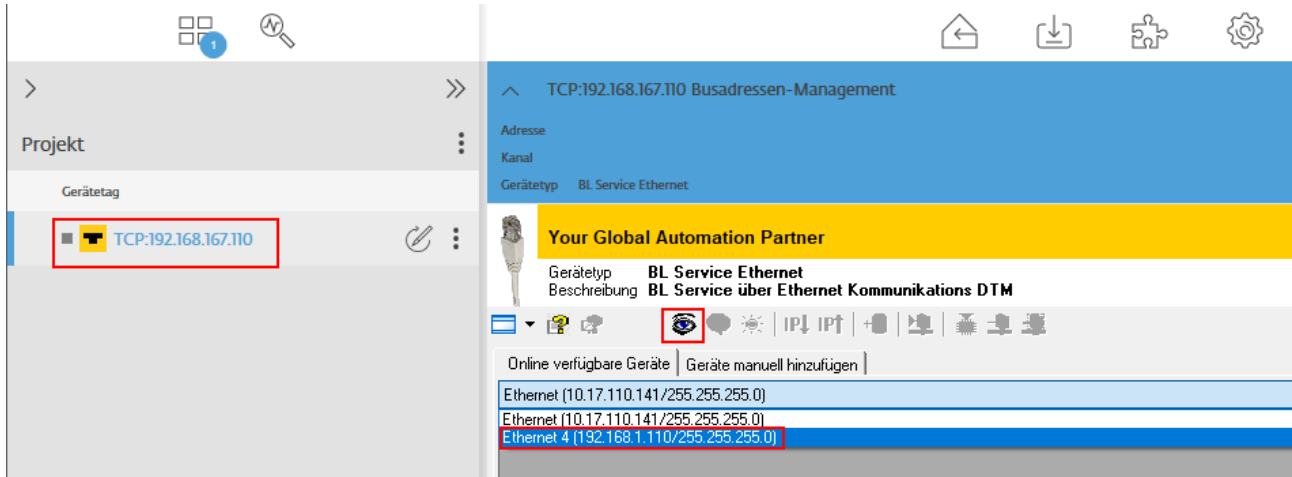 1
TCP:192.168.167.110 Busadressen-Management
Projekt
Adresse
Kanal
Gerätetag
Gerätetyp BL Service Ethernet
TCP:192.168.167.110
Your Global Automation Partner
Gerätetyp BL Service Ethernet
Beschreibung BL Service über Ethernet Kommunikations DTM
IP IP
Online verfügbare Geräte Geräte manuell hinzufügen
Ethernet (10.17.110.141/255.255.255.0)
Ethernet (10.17.110.141/255.255.255.0)
Ethernet 4 (192.168.1.110/255.255.255.0)